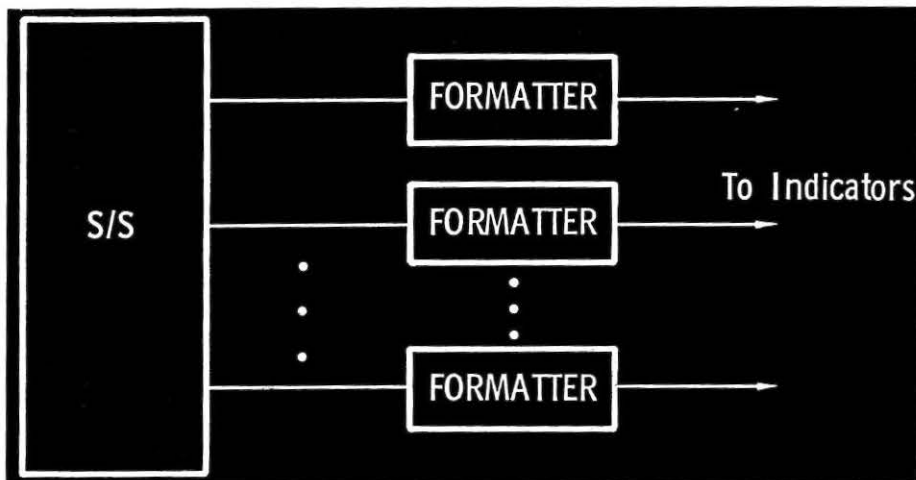 FORMATTER
To Indicators
S/S
FORMATTER
FORMATTER